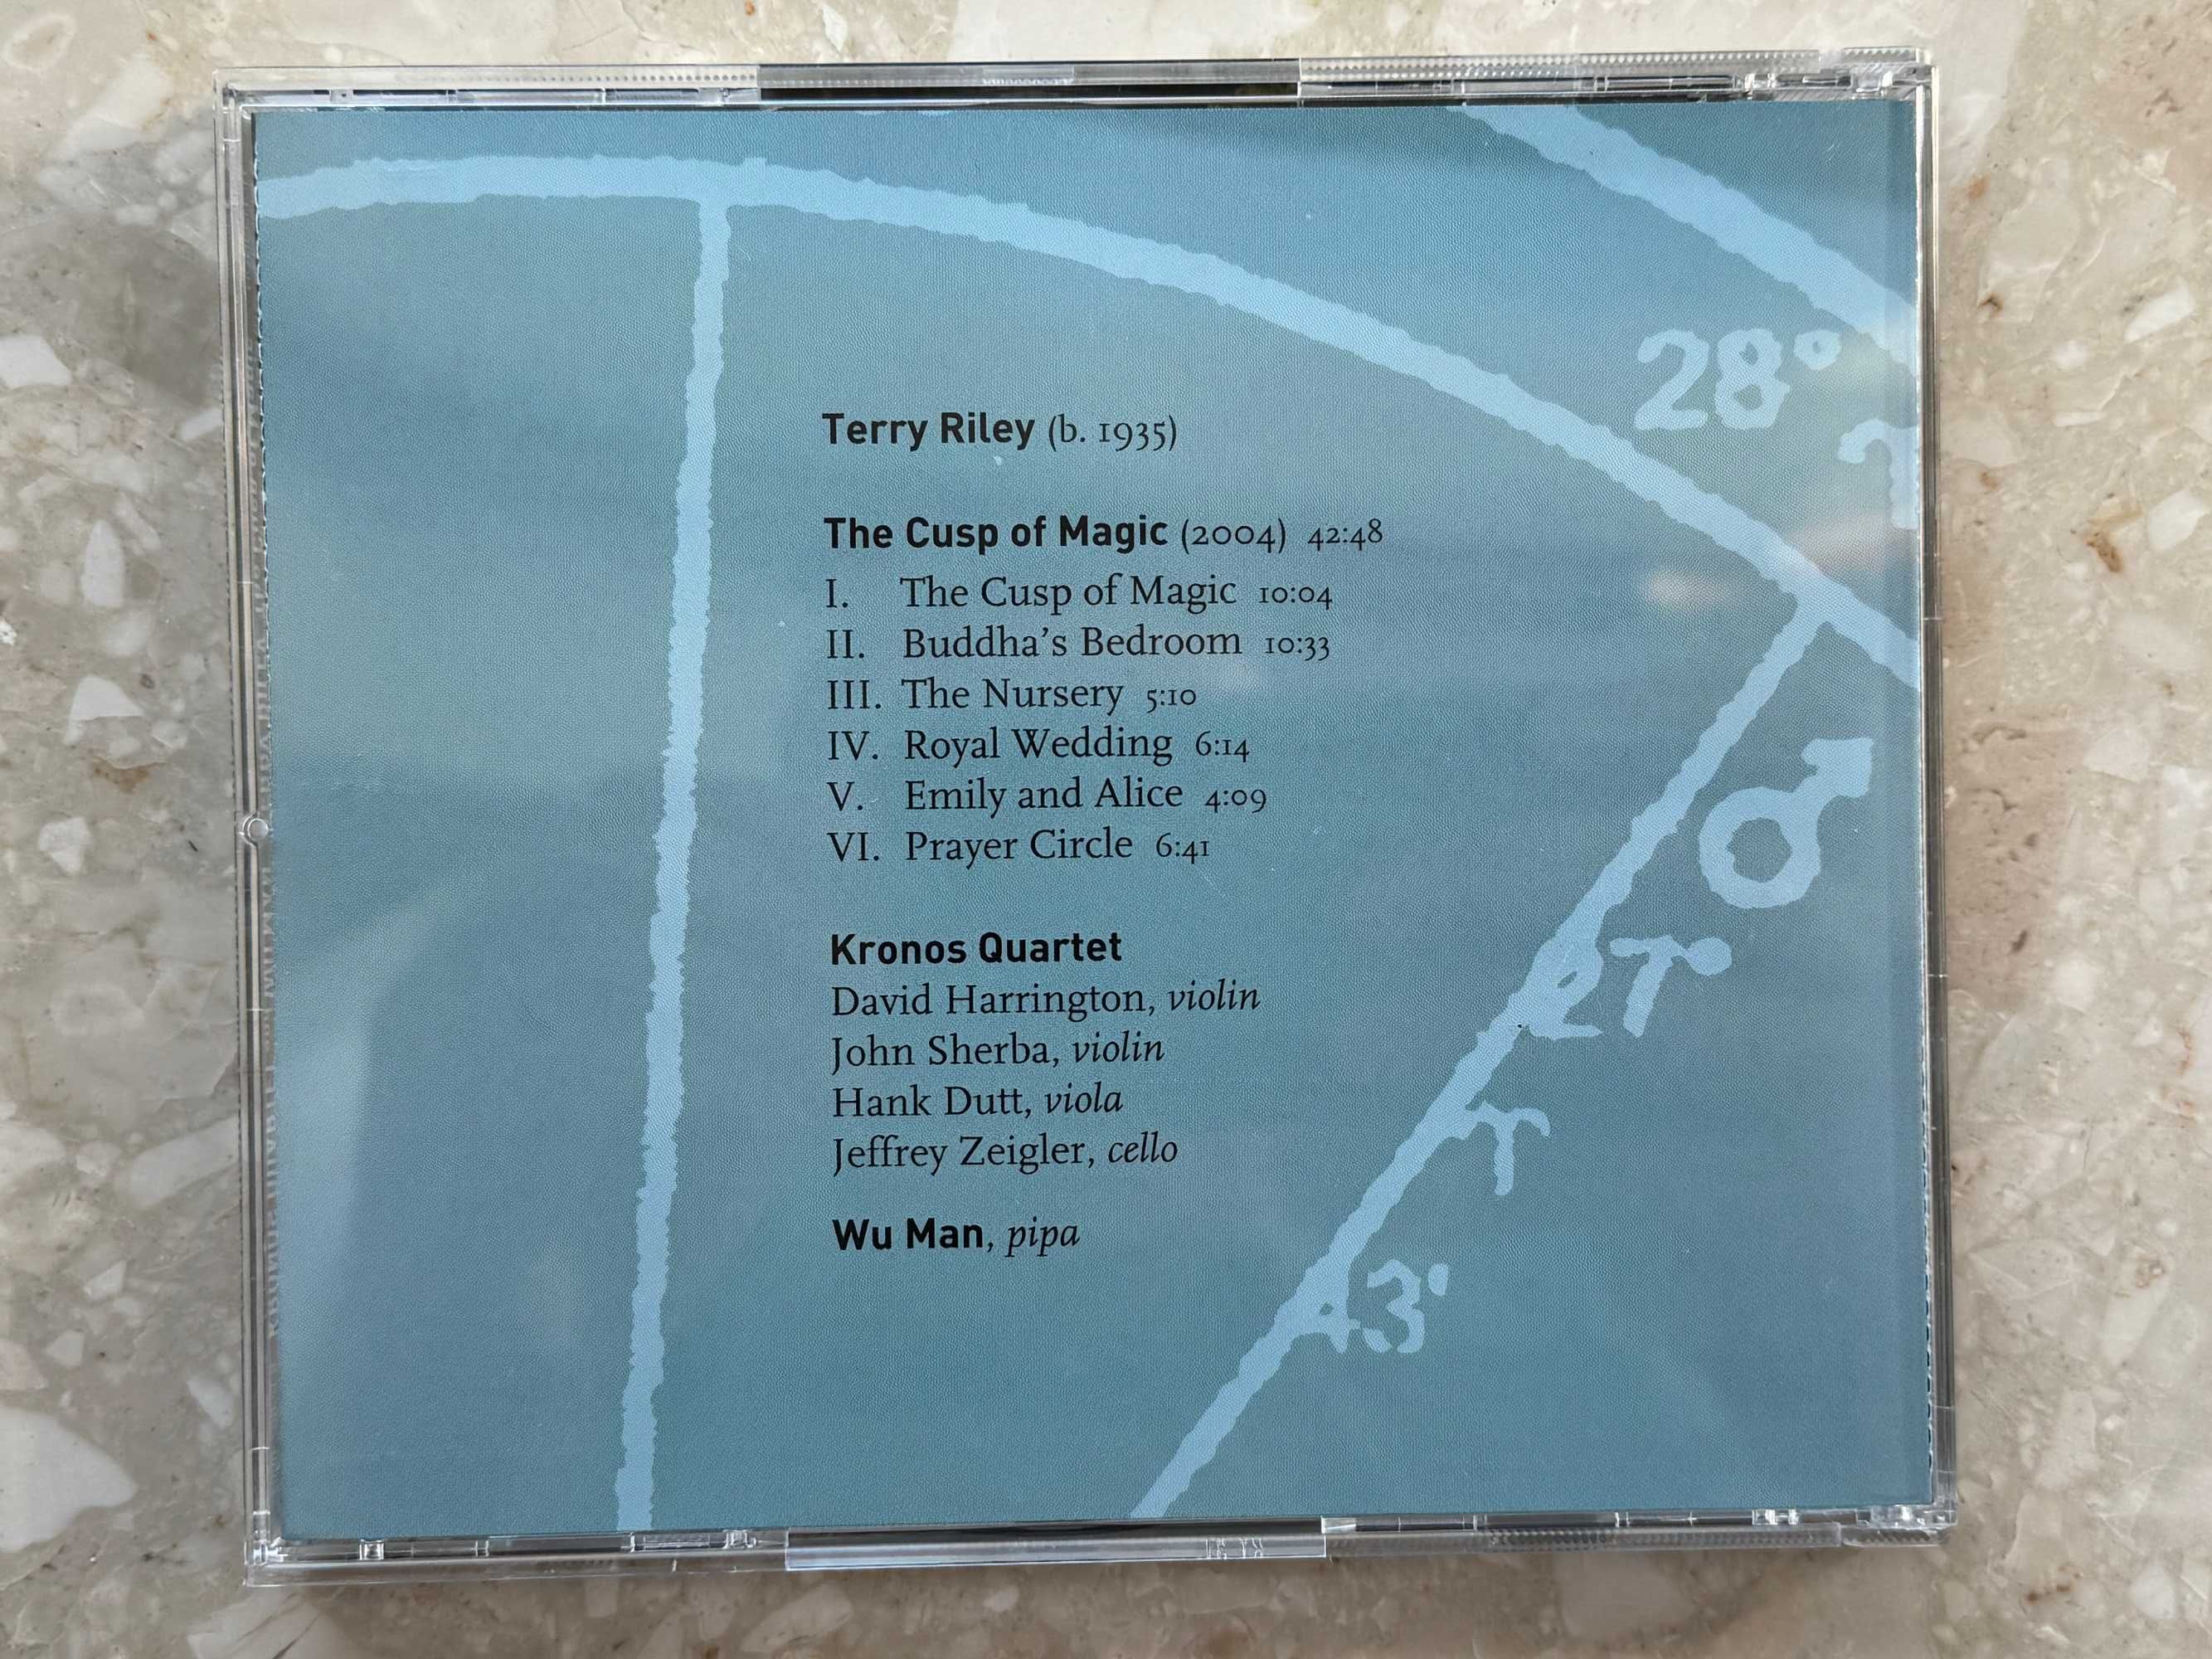 Terry Riley (b. 1935)
The Cusp of Magic (2004) 42:48
I. The Cusp of Magic 10:04
II. Buddha's Bedroom 10:33
III. The Nursery 5:10
IV. Royal Wedding 6:14
V. Emily and Alice 4:09
VI. Prayer Circle 6:41
Kronos Quartet
David Harrington, violin
John Sherba, violin
Hank Dutt, viola
Jeffrey Zeigler, cello
Wu Man, pipa
28°
♂
43'